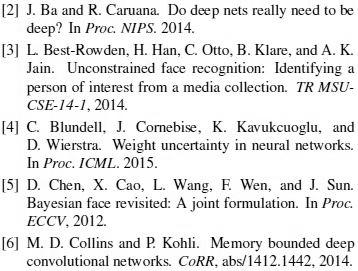 [2] J. Ba and R. Caruana. Do deep nets really need to be
deep? In Proc. NIPS. 2014.
[3] L. Best-Rowden, H. Han, C. Otto, B. Klare, and A. K.
Jain. Unconstrained face recognition: Identifying a
person of interest from a media collection. TR MSU-
CSE-14-1, 2014.
[4] C. Blundell, J. Cornebise, K. Kavukcuoglu, and
D. Wierstra. Weight uncertainty in neural networks.
In Proc. ICML. 2015.
[5] D. Chen, X. Cao, L. Wang, F. Wen, and J. Sun.
Bayesian face revisited: A joint formulation. In Proc.
ECCV, 2012.
[6] M. D. Collins and P. Kohli. Memory bounded deep
convolutional networks. CoRR, abs/1412.1442, 2014.